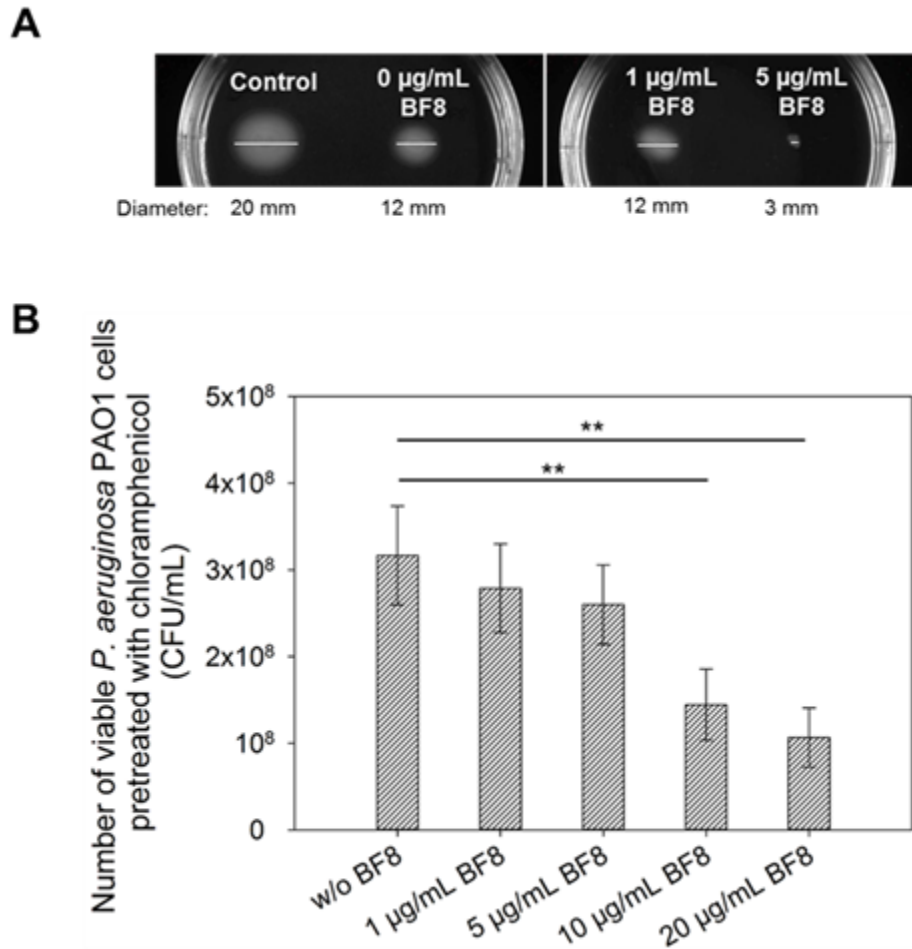 A
Control
0 µg/mL
BF8
1 µg/mL
BF8
5 µg/mL
BF8
Diameter: 20 mm 12 mm 12 mm 3 mm
B
Number of viable P. aeruginosa PAO1 cells
pretreated with chloramphenicol
(CFU/mL)
5x10⁸
4x10⁸
3x10⁸
2x10⁸
10⁸
0
**
**
w/o BF8
1 µg/mL BF8
5 µg/mL BF8
10 µg/mL BF8
20 µg/mL BF8